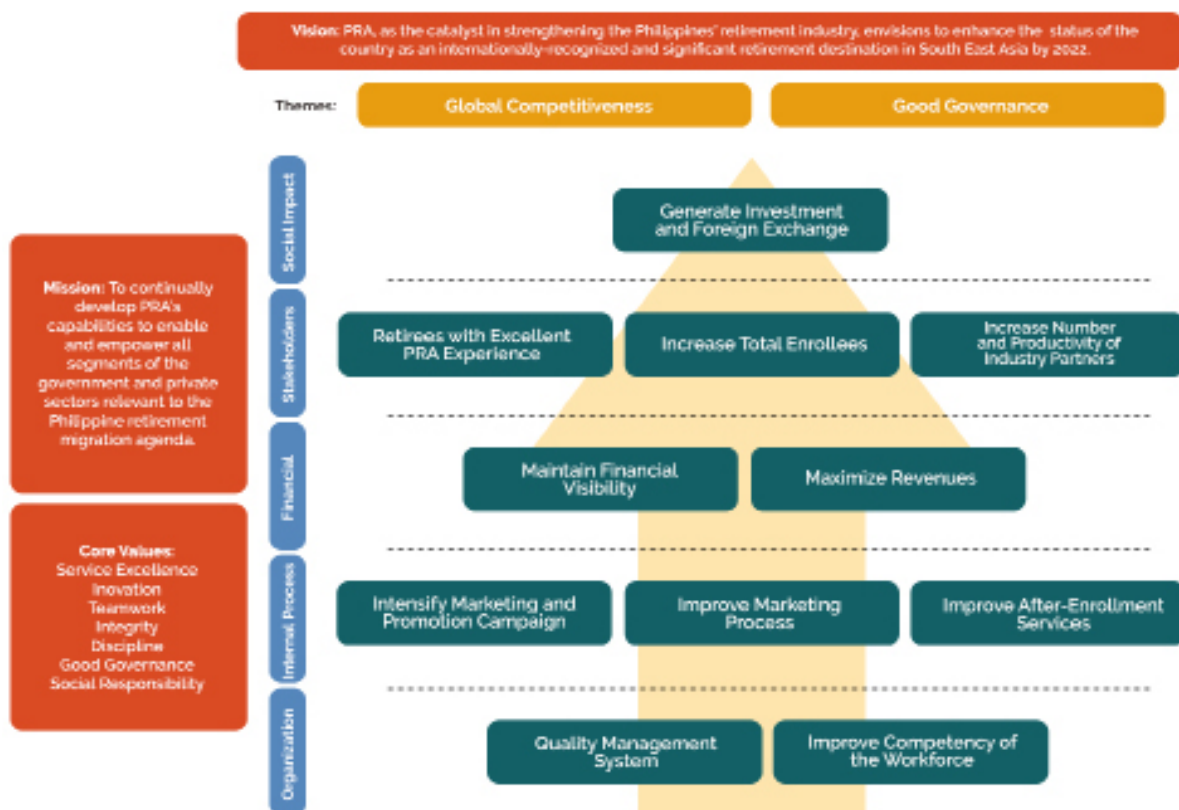 Vision: PRA, as the catalyst in strengthening the Philippines' retirement industry, envisions to enhance the status of the
country as an internationally-recognized and significant retirement destination in South East Asia by 2022.
Themes:
Global Competitiveness
Good Governance
Social Impact
Generate Investment
and Foreign Exchange
Mission: To continually
develop PRA's
capabilities to enable
and empower all
segments of the
government and private
sectors relevant to the
Philippine retirement
migration agenda.
Stakeholders
Retirees with Excellent
PRA Experience
Increase Total Enrollees
Increase Number
and Productivity of
Industry Partners
Financial
Maintain Financial
Visibility
Maximize Revenues
Core Values:
Service Excellence
Inovation
Teamwork
Integrity
Discipline
Good Governance
Social Responsibility
Internal Process
Intensify Marketing and
Promotion Campaign
Improve Marketing
Process
Improve After-Enrollment
Services
Organization
Quality Management
System
Improve Competency of
the Workforce